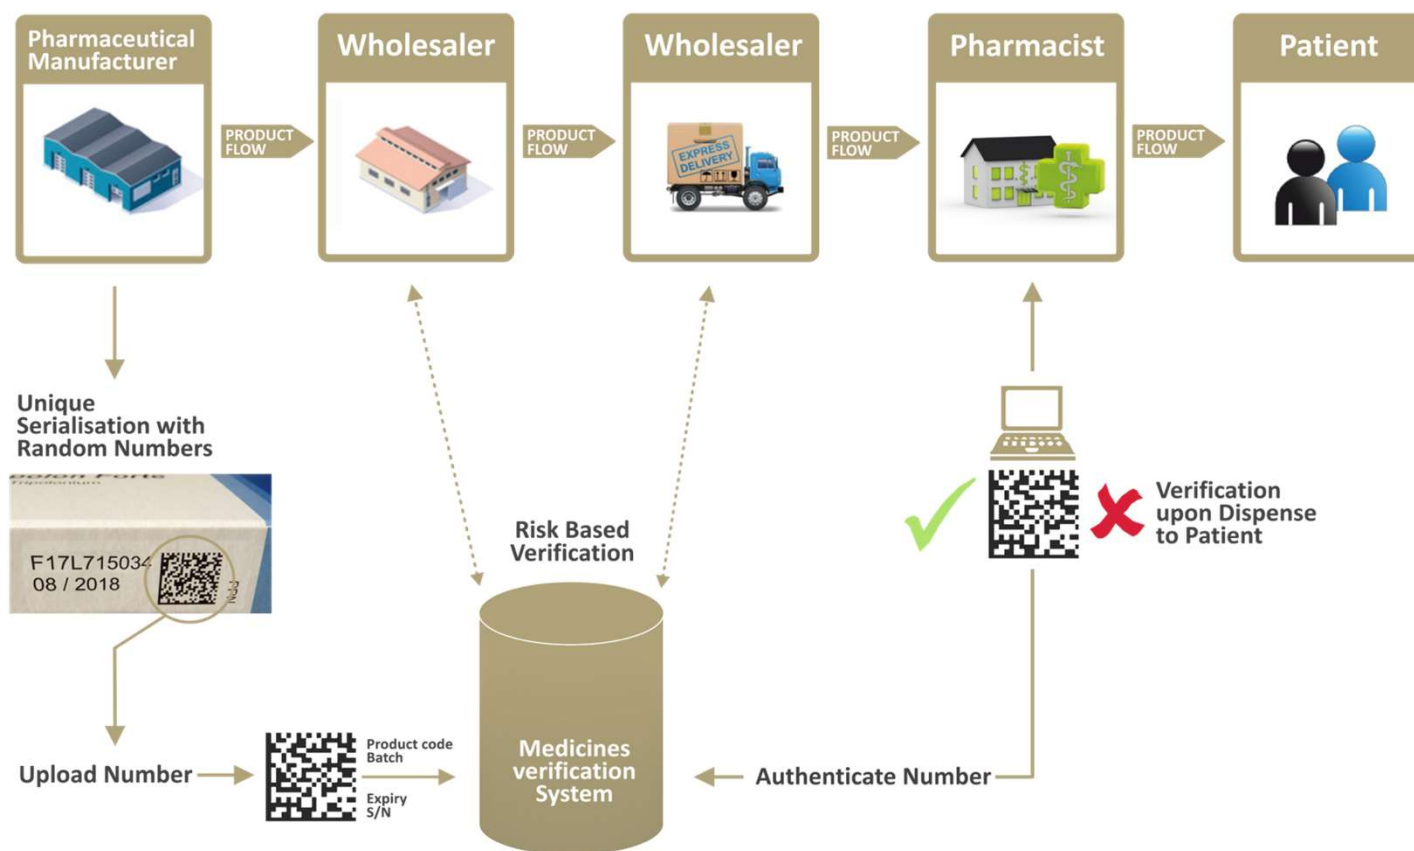 Pharmaceutical
Manufacturer
Wholesaler
Wholesaler
Pharmacist
Patient
PRODUCT
FLOW
PRODUCT
FLOW
EXPRESS
DELIVERY
PRODUCT
FLOW
PRODUCT
FLOW
Unique
Serialisation with
Random Numbers
Forte
F17L715034
08 / 2018
PPN
Risk Based
Verification
Verification
upon Dispense
to Patient
Upload Number
Product code
Batch
Expiry
S/N
Medicines
verification
System
Authenticate Number